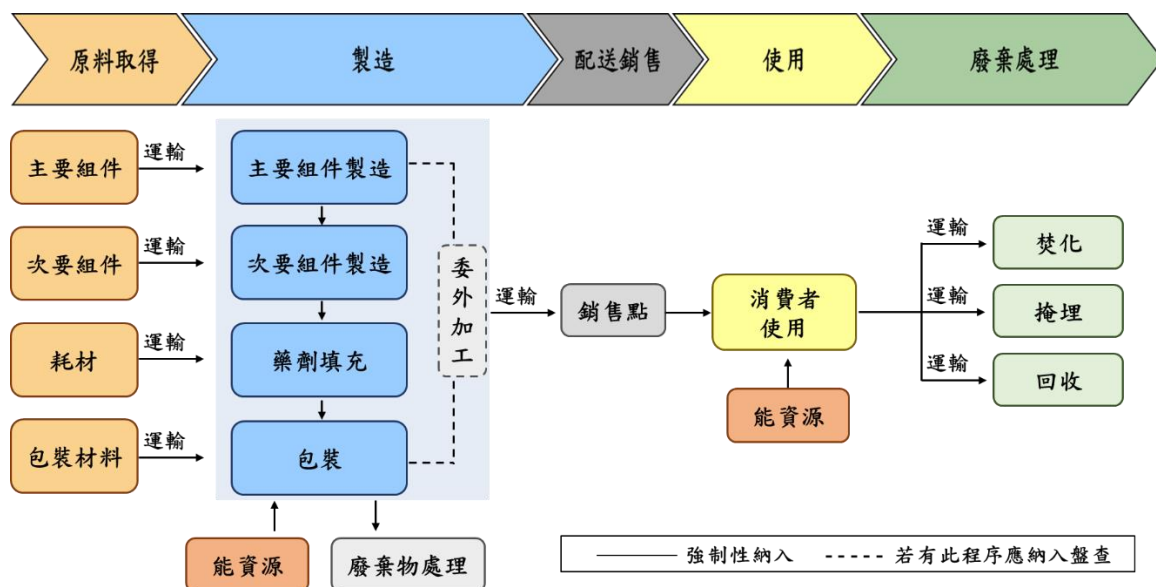 原料取得
製造
配送銷售
使用
廢棄處理
主要組件
運輸
主要組件製造
次要組件
運輸
次要組件製造
耗材
運輸
藥劑填充
包裝材料
運輸
包裝
委外加工
能資源
廢棄物處理
運輸
銷售點
消費者
使用
能資源
運輸
焚化
運輸
掩埋
運輸
回收
強制性納入
若有此程序應納入盤查